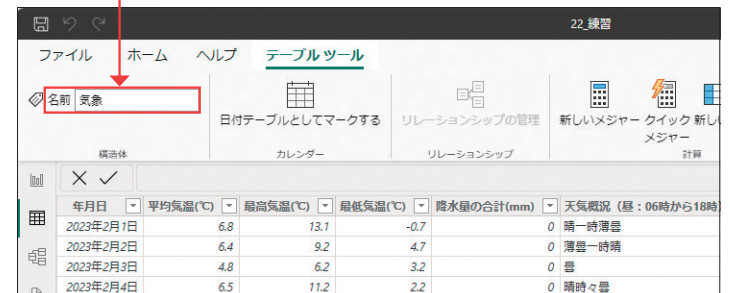 22_練習
ファイル ホーム ヘルプ テーブル ツール
名前 気象
日付テーブルとしてマークする リレーションシップの管理 新しいメジャー クイック 新し
メジャー
構造体 カレンダー リレーションシップ 計算
年月日 平均気温(℃) 最高気温(℃) 最低気温(℃) 降水量の合計(mm) 天気概況（昼：06時から18時
2023年2月1日 6.8 13.1 -0.7 0 晴一時薄曇
2023年2月2日 6.4 9.2 4.7 0 薄曇一時晴
2023年2月3日 4.8 6.2 3.2 0 曇
2023年2月4日 6.5 11.2 2.2 0 晴時々曇